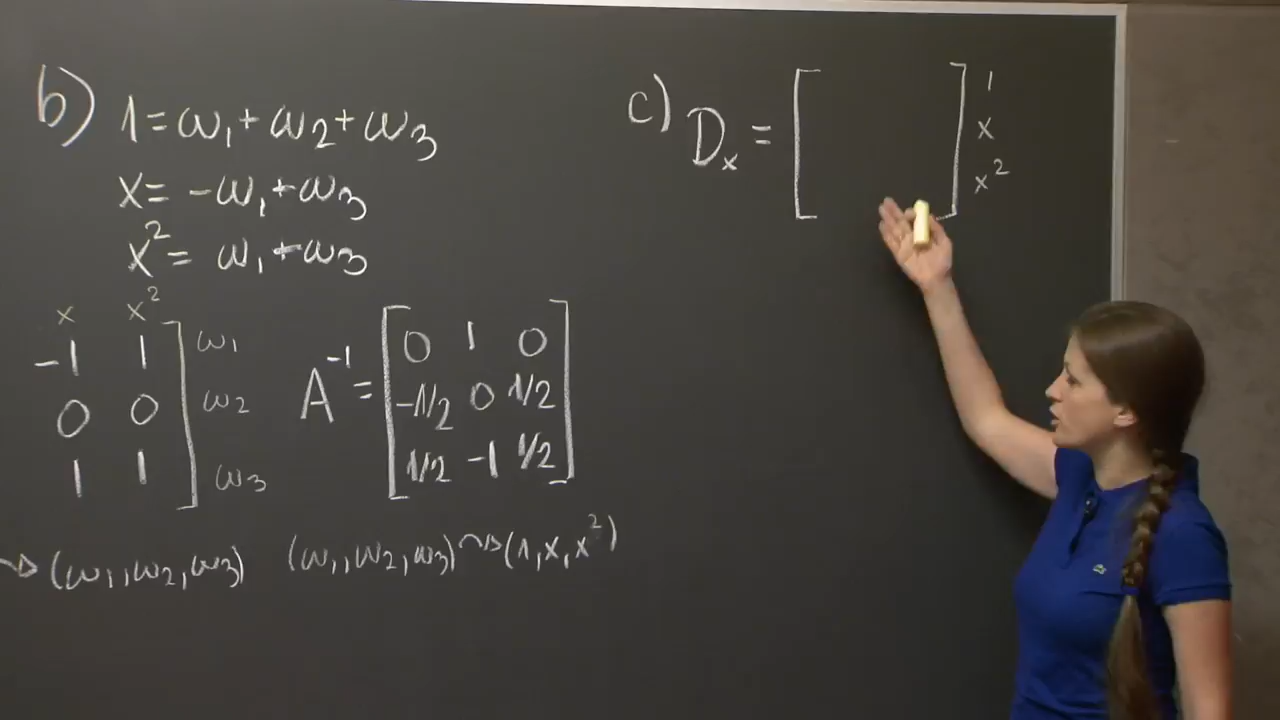 b) 1 = ω₁ + ω₂ + ω₃
x = -ω₁ + ω₃
x² = ω₁ + ω₃
x x²
-1 1 ω₁
0 0 ω₂
1 1 ω₃
A⁻¹ =
0 1 0
-1/2 0 1/2
1/2 -1 1/2
⤳ (ω₁, ω₂, ω₃)
(ω₁, ω₂, ω₃) ⤳ (1, x, x²)
c) Dₓ = [ ]
1
x
x²